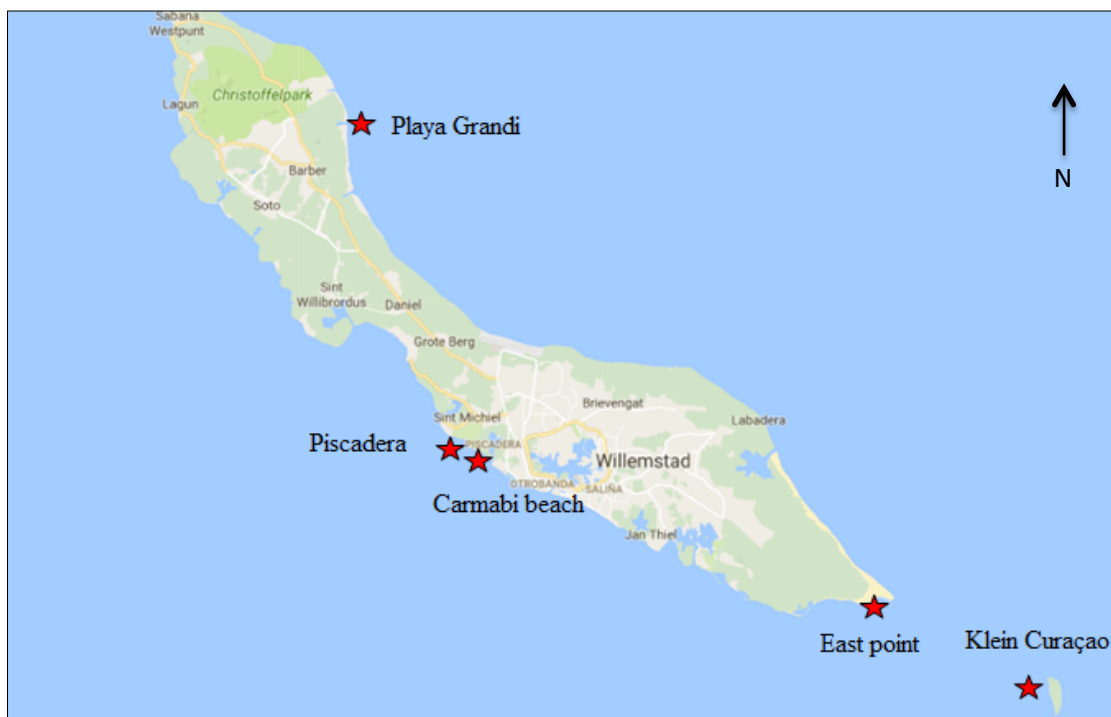 Sabana
Westpunt
Christoffelpark
Lagun
Playa Grandi
N
Barber
Soto
Sint
Willibrordus
Daniel
Grote Berg
Brievengat
Sint Michiel
Labadera
Piscadera
PISCADERA
Willemstad
OTROBANDA
SALIÑA
Carmabi beach
Jan Thiel
East point
Klein Curaçao